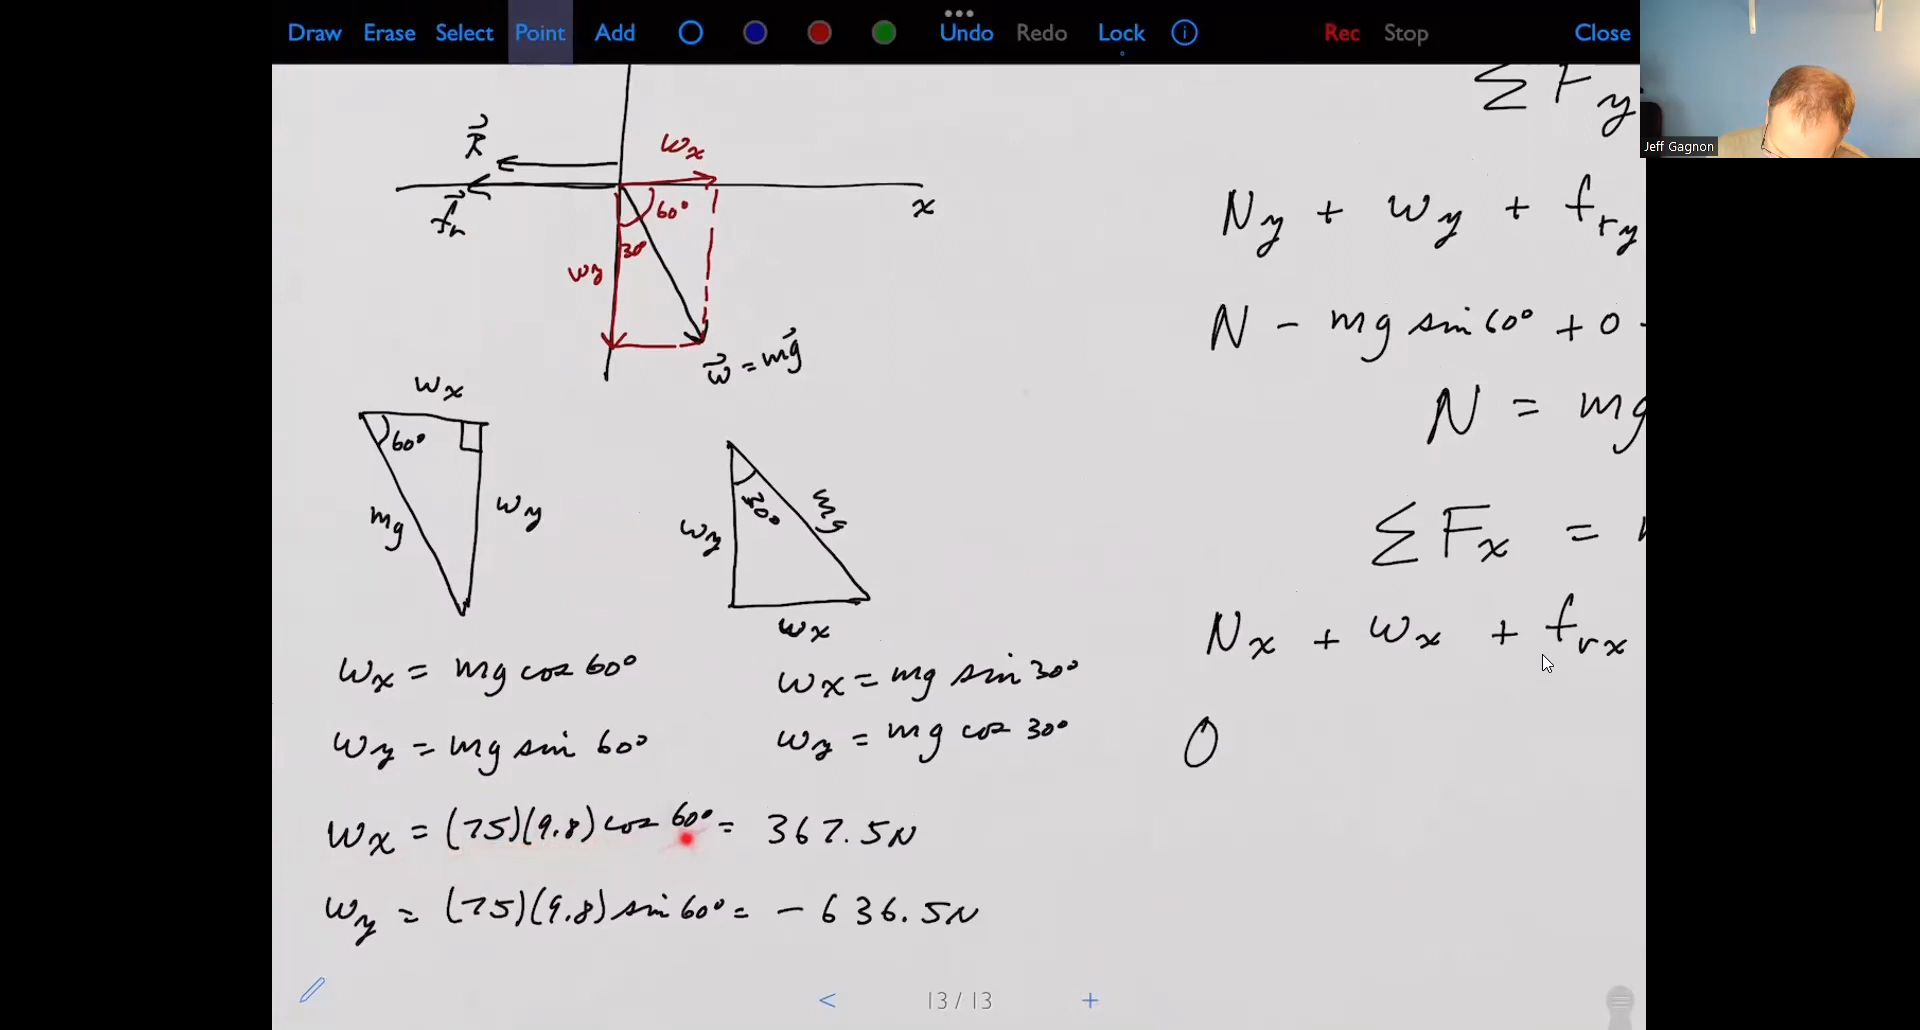 Draw Erase Select Point Add Undo Redo Lock Rec Stop Close
Jeff Gagnon
R
fr
wx
60°
30°
wy
x
w = mg
wx
60°
mg
wy
30°
mg
wy
wx
wx = mg cos 60°
wy = mg sin 60°
wx = mg sin 30°
wy = mg cos 30°
wx = (75)(9.8) cos 60° = 367.5N
wy = (75)(9.8) sin 60° = - 636.5N
Σ Fy
Ny + wy + fry
N - mg sin 60° + 0
N = mg
Σ Fx =
Nx + wx + frx
0
< 13 / 13 +